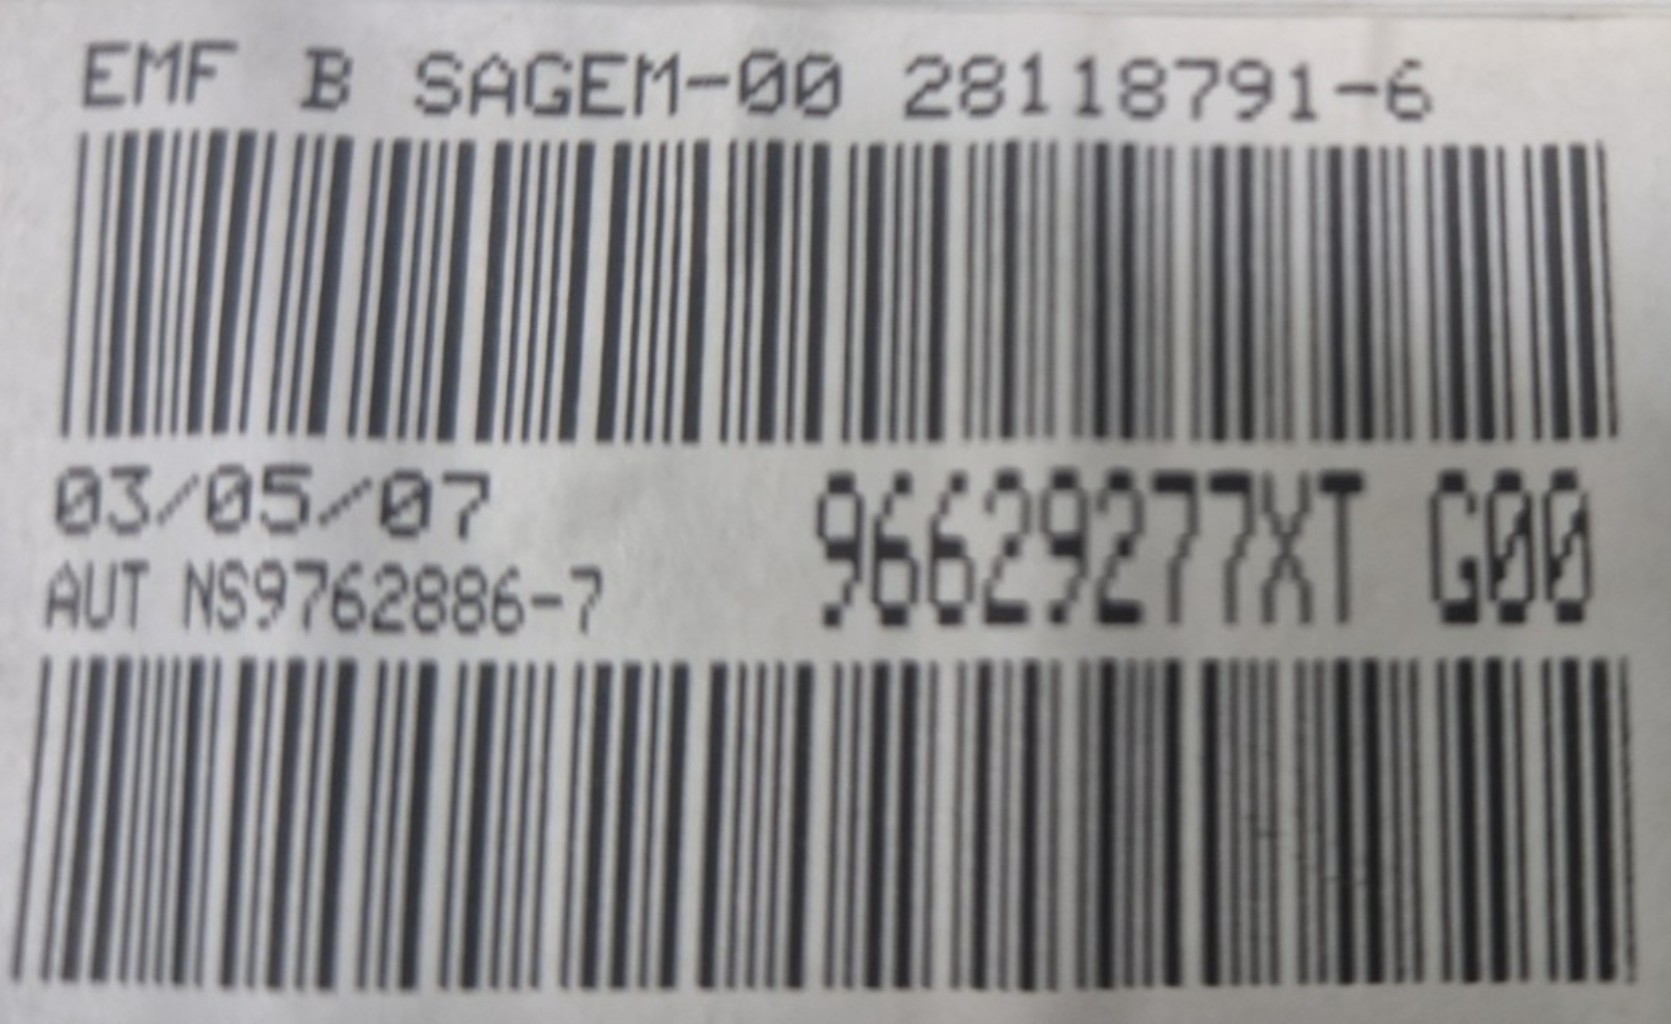 EMF B SAGEM-00 28118791-6
03/05/07
96629277XT G00
AUT NS9762886-7